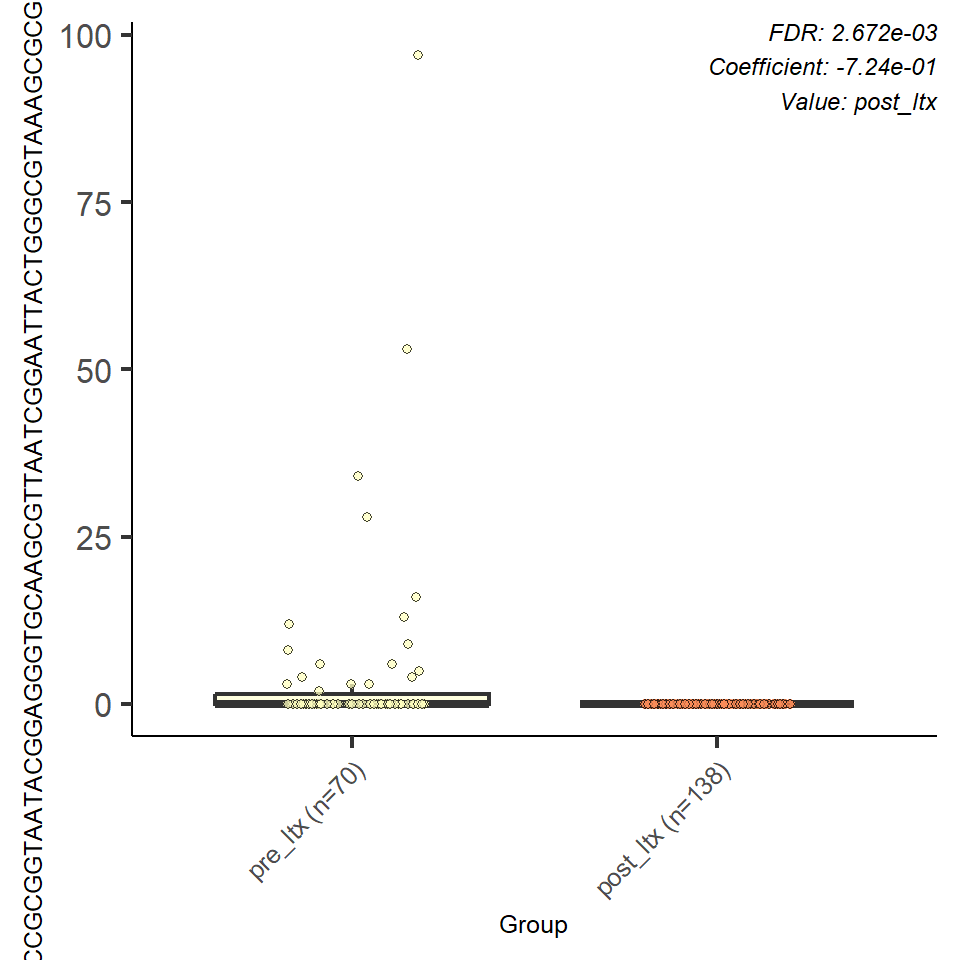 FDR: 2.672e-03
Coefficient: -7.24e-01
Value: post_ltx
CCGCGGTAATACGGAGGGTGCAAGCGTTAATCGGAATTACTGGGCGTAAAGCGCG
100
75
50
25
0
pre_ltx (n=70)
post_ltx (n=138)
Group